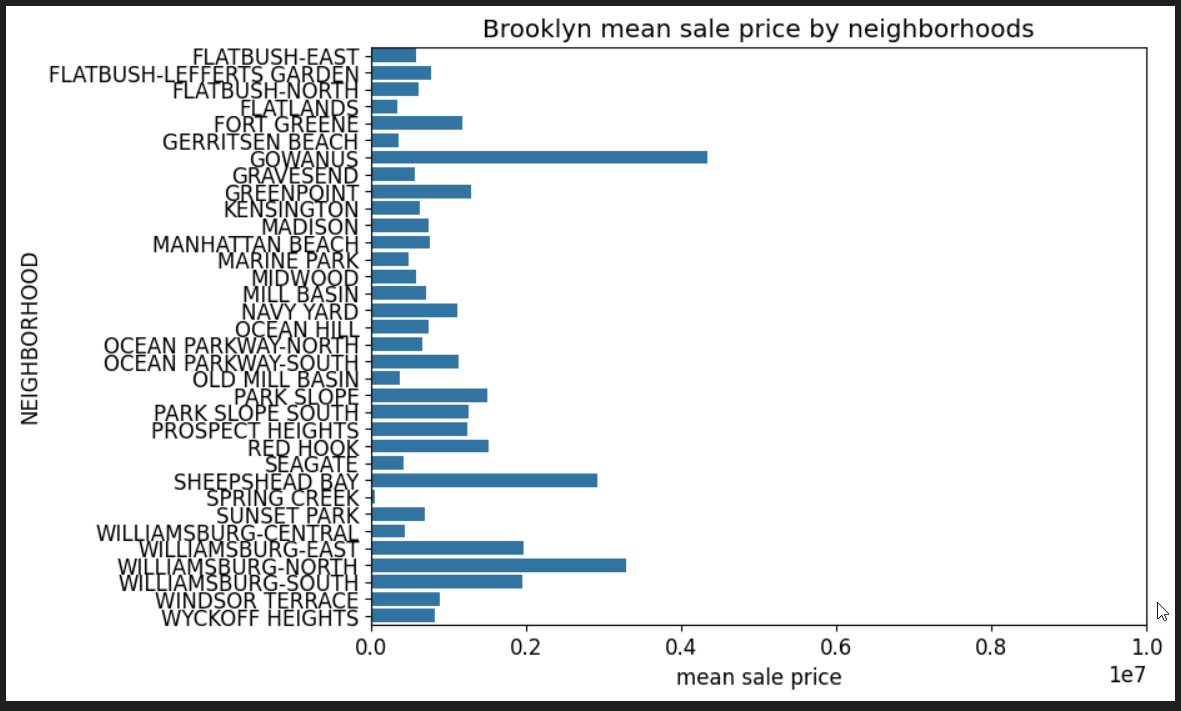 Brooklyn mean sale price by neighborhoods
NEIGHBORHOOD
FLATBUSH-EAST
FLATBUSH-LEFFERTS GARDEN
FLATBUSH-NORTH
FLATLANDS
FORT GREENE
GERRITSEN BEACH
GOWANUS
GRAVESEND
GREENPOINT
KENSINGTON
MADISON
MANHATTAN BEACH
MARINE PARK
MIDWOOD
MILL BASIN
NAVY YARD
OCEAN HILL
OCEAN PARKWAY-NORTH
OCEAN PARKWAY-SOUTH
OLD MILL BASIN
PARK SLOPE
PARK SLOPE SOUTH
PROSPECT HEIGHTS
RED HOOK
SEAGATE
SHEEPSHEAD BAY
SPRING CREEK
SUNSET PARK
WILLIAMSBURG-CENTRAL
WILLIAMSBURG-EAST
WILLIAMSBURG-NORTH
WILLIAMSBURG-SOUTH
WINDSOR TERRACE
WYCKOFF HEIGHTS
0.0 0.2 0.4 0.6 0.8 1.0
1e7
mean sale price